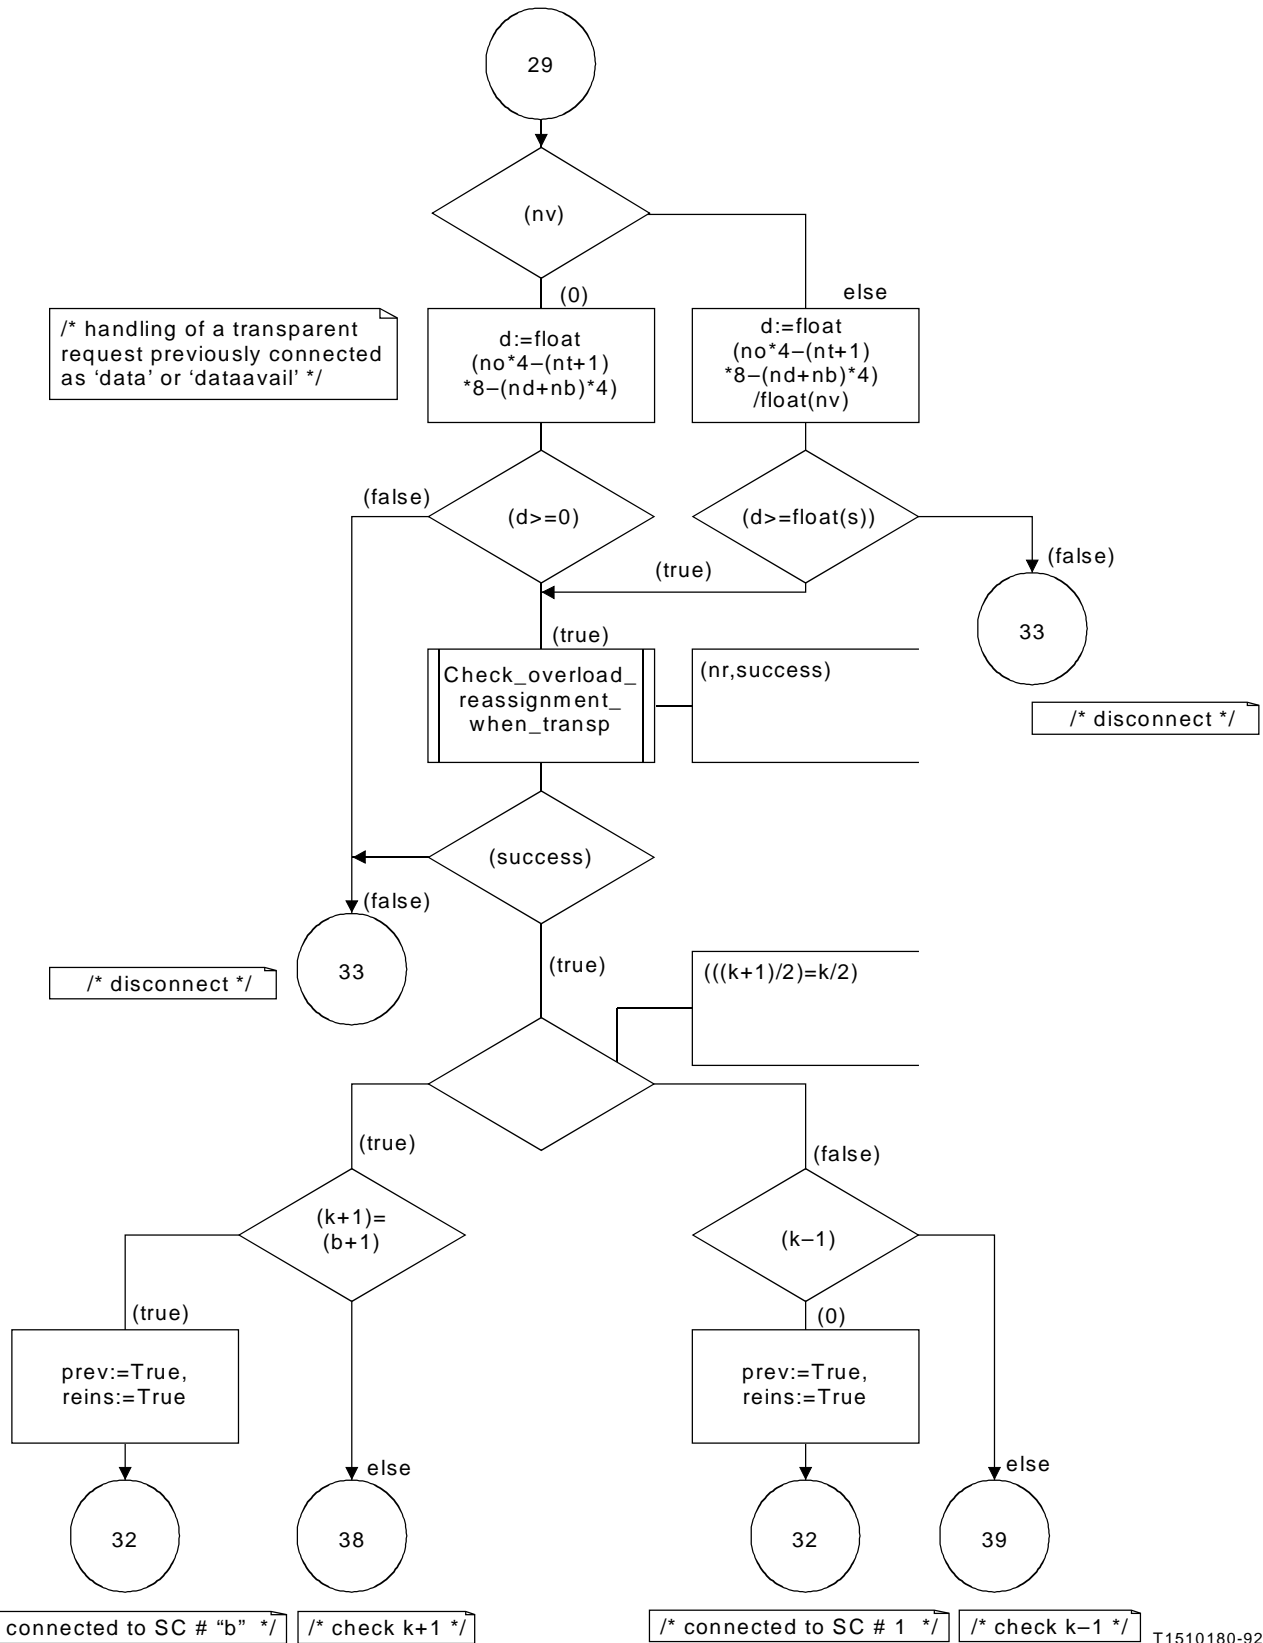 29
(nv)
(0)
else
/* handling of a transparent
request previously connected
as ‘data’ or ‘dataavail’ */
d:=float
(no*4–(nt+1)
*8–(nd+nb)*4)
d:=float
(no*4–(nt+1)
*8–(nd+nb)*4)
/float(nv)
(false)
(d>=0)
(d>=float(s))
(true)
(false)
33
(true)
Check_overload_
reassignment_
when_transp
(nr,success)
/* disconnect */
(success)
(false)
33
/* disconnect */
(true)
(((k+1)/2)=k/2)
(true)
(false)
(k+1)=
(b+1)
(k–1)
(true)
(0)
prev:=True,
reins:=True
prev:=True,
reins:=True
else
else
32
38
32
39
connected to SC # “b” */
/* check k+1 */
/* connected to SC # 1 */
/* check k–1 */
T1510180-92